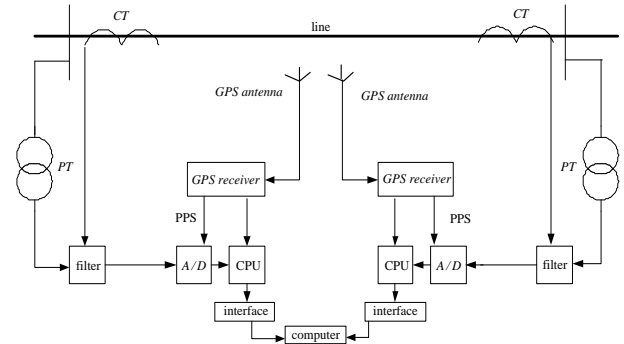 CT
CT
line
GPS antenna
GPS antenna
PT
PT
GPS receiver
GPS receiver
PPS
PPS
filter
A/D
CPU
CPU
A/D
filter
interface
interface
computer